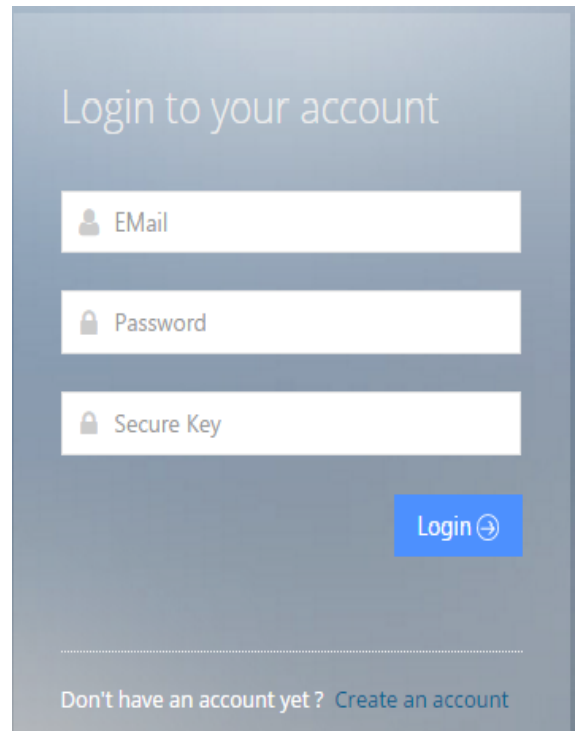 Login to your account
EMail
Password
Secure Key
Login
Don't have an account yet ? Create an account